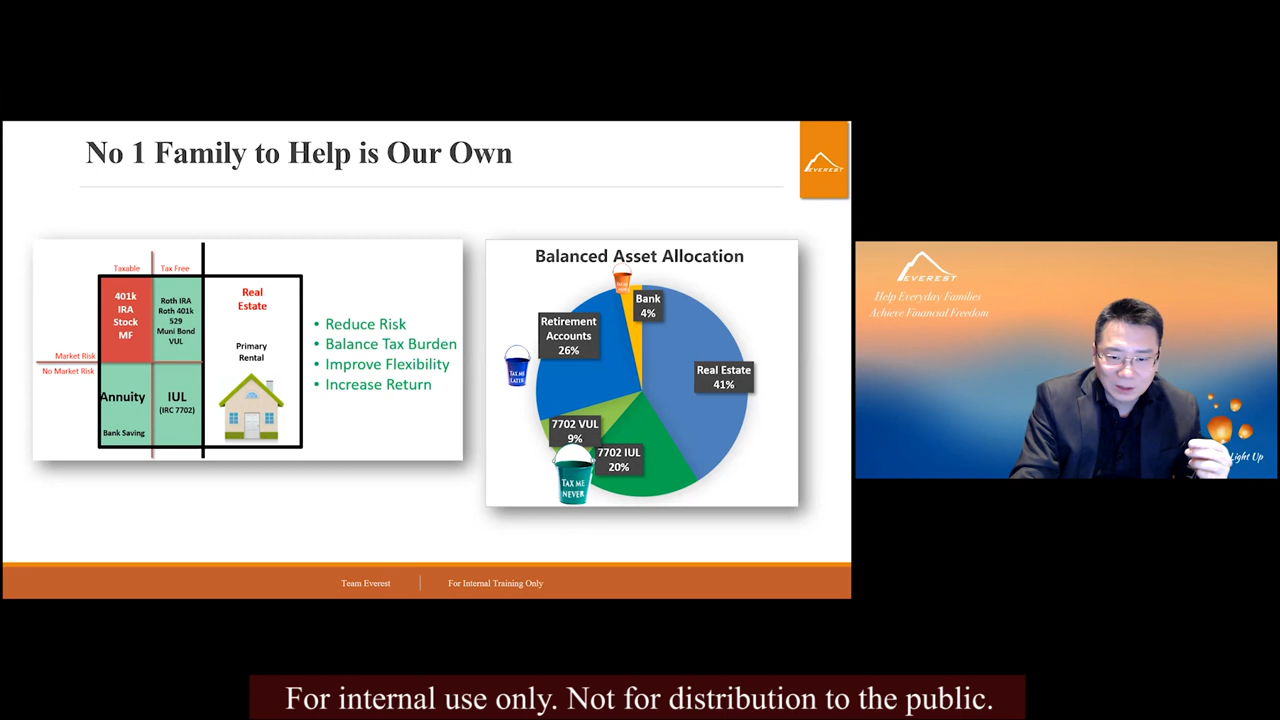 No 1 Family to Help is Our Own
EVEREST
Taxable
Tax Free
401k
IRA
Stock
MF
Roth IRA
Roth 401k
529
Muni Bond
VUL
Market Risk
No Market Risk
Annuity
Bank Saving
IUL
(IRC 7702)
Real
Estate
Primary
Rental
• Reduce Risk
• Balance Tax Burden
• Improve Flexibility
• Increase Return
Balanced Asset Allocation
Bank
4%
Retirement
Accounts
26%
Real Estate
41%
TAX ME
LATER
7702 VUL
9%
7702 IUL
20%
TAX ME
NEVER
Team Everest
For Internal Training Only
EVEREST
Help Everyday Families
Achieve Financial Freedom
Light Up
For internal use only. Not for distribution to the public.